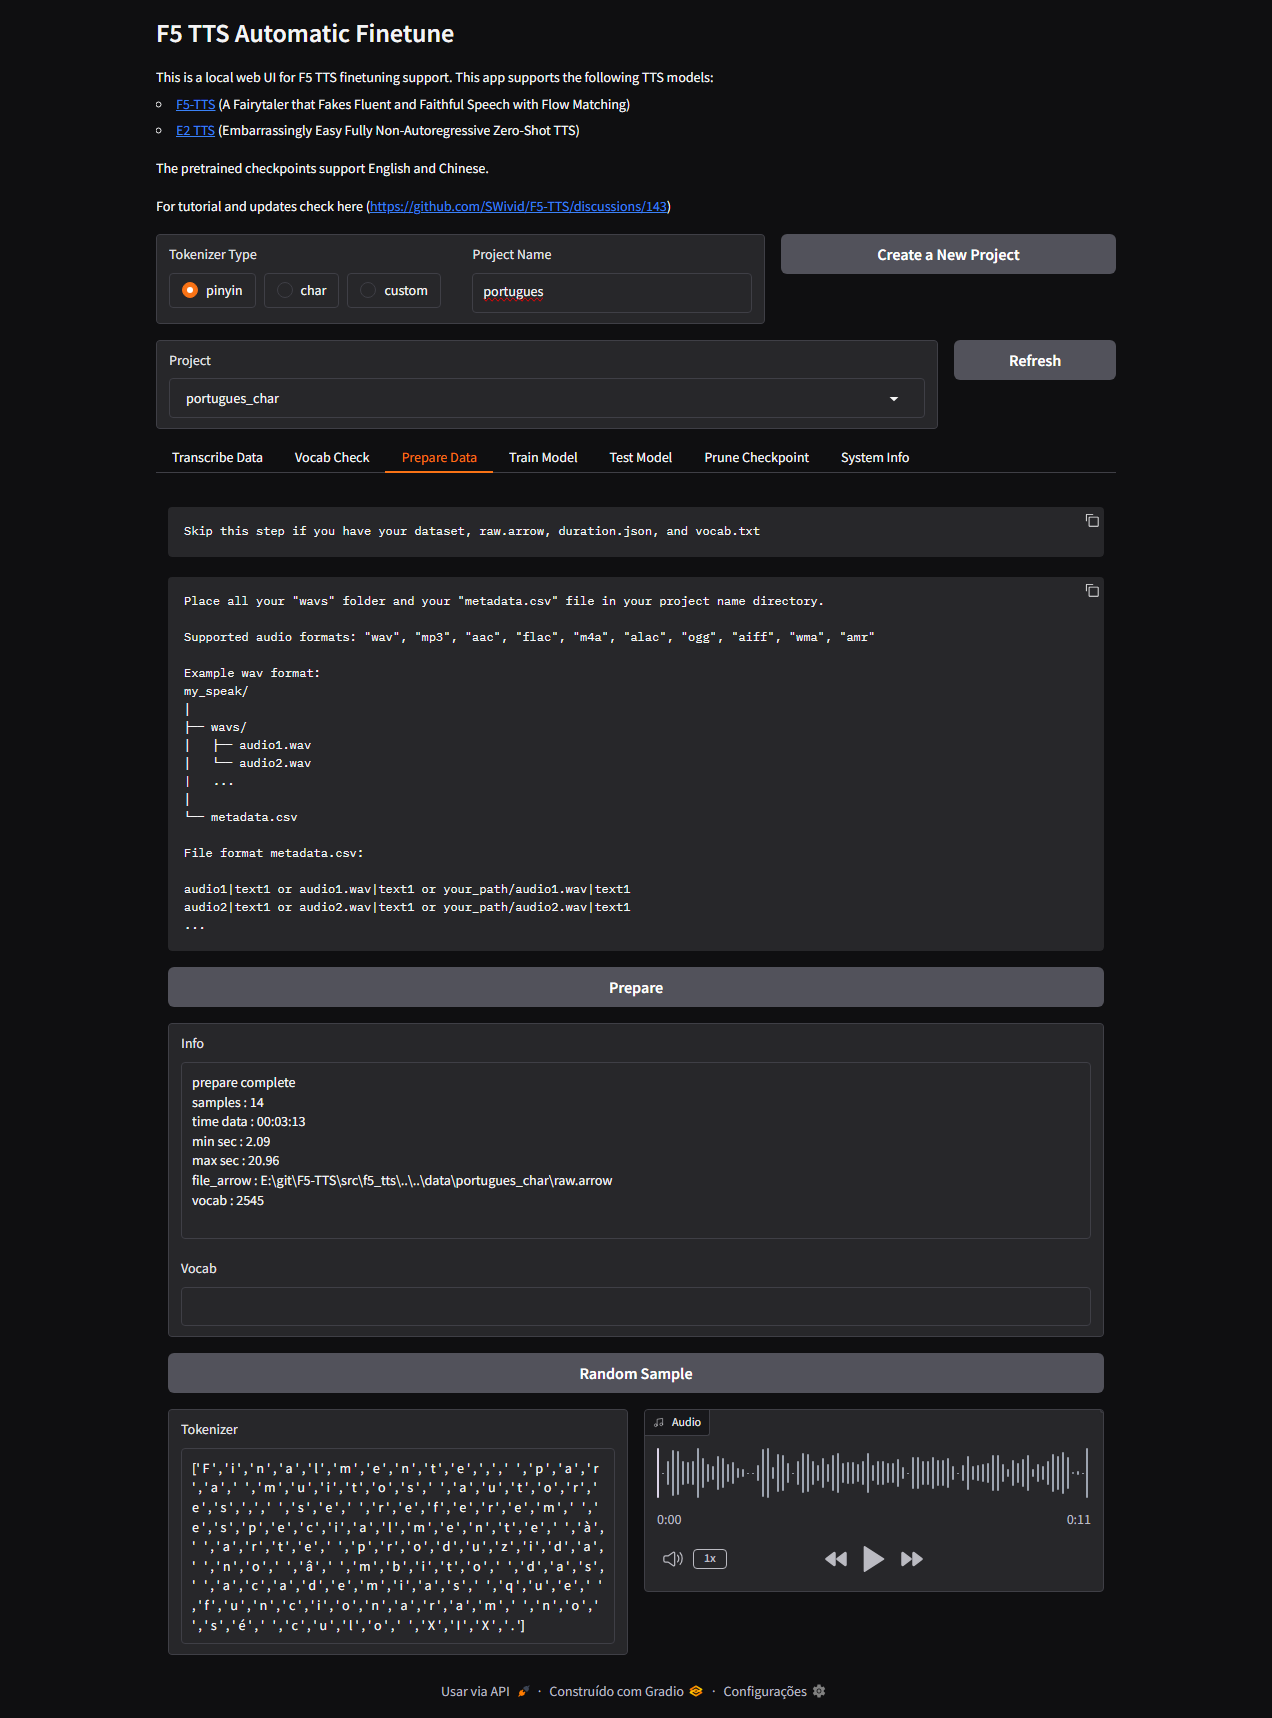 F5 TTS Automatic Finetune
This is a local web UI for F5 TTS finetuning support. This app supports the following TTS models:
F5-TTS (A Fairytaler that Fakes Fluent and Faithful Speech with Flow Matching)
E2 TTS (Embarrassingly Easy Fully Non-Autoregressive Zero-Shot TTS)
The pretrained checkpoints support English and Chinese.
For tutorial and updates check here (https://github.com/SWivid/F5-TTS/discussions/143)
Tokenizer Type
pinyin char custom
Project Name
portugues
Create a New Project
Project
portugues_char
Refresh
Transcribe Data Vocab Check Prepare Data Train Model Test Model Prune Checkpoint System Info
Skip this step if you have your dataset, raw.arrow, duration.json, and vocab.txt
Place all your "wavs" folder and your "metadata.csv" file in your project name directory.
Supported audio formats: "wav", "mp3", "aac", "flac", "m4a", "alac", "ogg", "aiff", "wma", "amr"
Example wav format:
my_speak/
|
├── wavs/
│   ├── audio1.wav
│   └── audio2.wav
|   ...
│
└── metadata.csv
File format metadata.csv:
audio1|text1 or audio1.wav|text1 or your_path/audio1.wav|text1
audio2|text1 or audio2.wav|text1 or your_path/audio2.wav|text1
...
Prepare
Info
prepare complete
samples : 14
time data : 00:03:13
min sec : 2.09
max sec : 20.96
file_arrow : E:\git\F5-TTS\src\f5_tts\..\..\data\portugues_char\raw.arrow
vocab : 2545
Vocab
Random Sample
Tokenizer
['F','i','n','a','l','m','e','n','t','e',',',' ','p','a','r
','a',' ','m','u','i','t','o','s',' ','a','u','t','o','r','
e','s',',',' ','s','e',' ','r','e','f','e','r','e','m',' ','
e','s','p','e','c','i','a','l','m','e','n','t','e',' ','à',
' ','a','r','t','e',' ','p','r','o','d','u','z','i','d','a',
' ','n','o',' ','â',' ','m','b','i','t','o',' ','d','a','s',
' ','a','c','a','d','e','m','i','a','s',' ','q','u','e',' '
,'f','u','n','c','i','o','n','a','r','a','m',' ','n','o','
','s','é',' ','c','u','l','o',' ','X','I','X','.']
Audio
0:00 0:11
1x
Usar via API · Construído com Gradio · Configurações